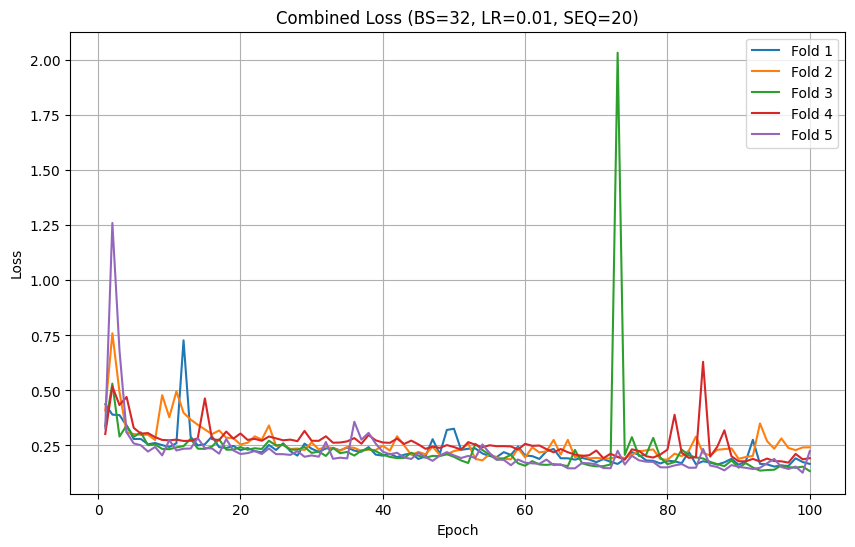 Combined Loss (BS=32, LR=0.01, SEQ=20)
Fold 1
Fold 2
Fold 3
Fold 4
Fold 5
2.00
1.75
1.50
1.25
1.00
0.75
0.50
0.25
Loss
0 20 40 60 80 100
Epoch